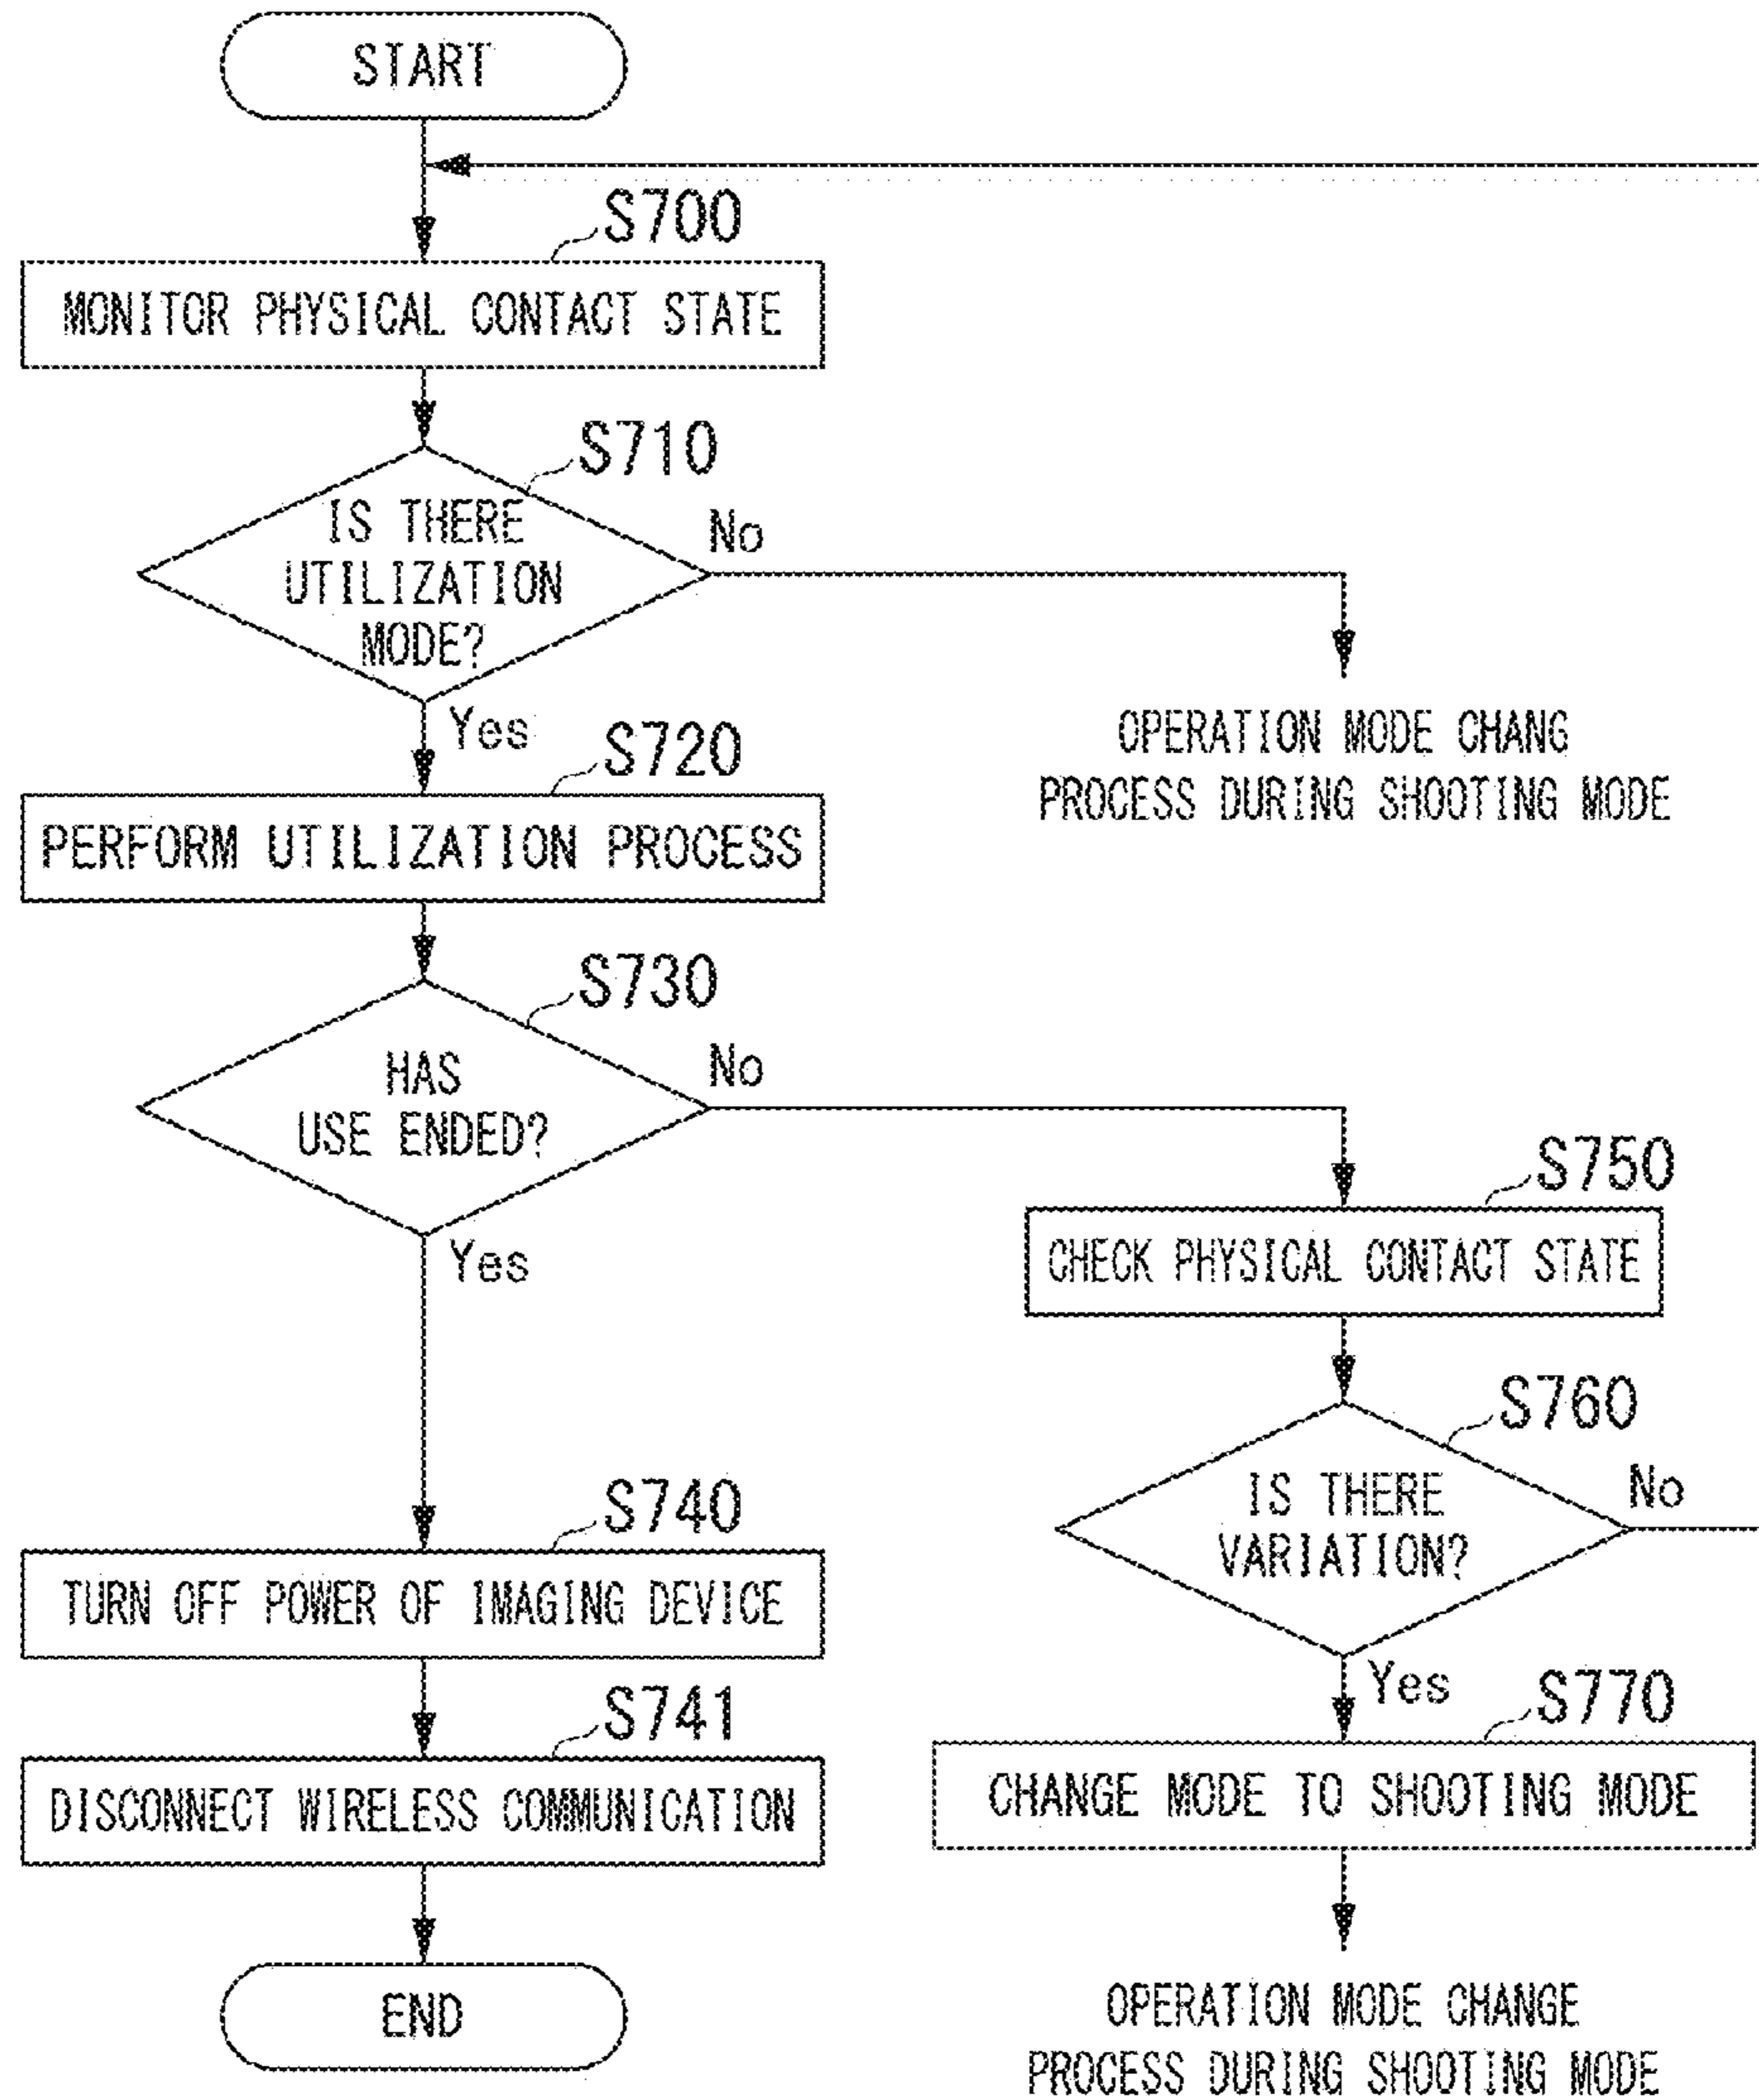 START
S700
MONITOR PHYSICAL CONTACT STATE
S710
IS THERE
UTILIZATION
MODE?
No
Yes
OPERATION MODE CHANG
PROCESS DURING SHOOTING MODE
S720
PERFORM UTILIZATION PROCESS
S730
HAS
USE ENDED?
No
Yes
S750
CHECK PHYSICAL CONTACT STATE
S760
IS THERE
VARIATION?
No
Yes
S740
TURN OFF POWER OF IMAGING DEVICE
S770
CHANGE MODE TO SHOOTING MODE
S741
DISCONNECT WIRELESS COMMUNICATION
END
OPERATION MODE CHANGE
PROCESS DURING SHOOTING MODE